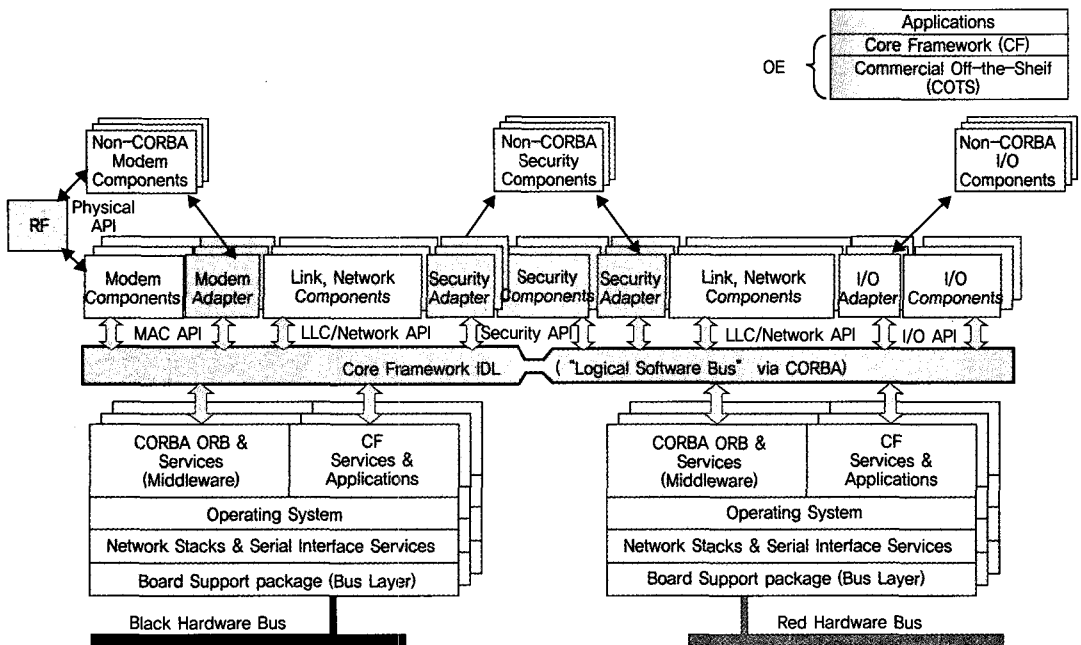 Applications
Core Framework (CF)
OE
Commercial Off-the-Sheif
(COTS)
Non-CORBA
Modem
Components
Non-CORBA
Security
Components
Non-CORBA
I/O
Components
RF
Physical
API
Modem
Components
Modem
Adapter
Link, Network
Components
Security
Adapter
Security
Components
Security
Adapter
Link, Network
Components
I/O
Adapter
I/O
Components
MAC API
LLC/Network API
Security API
LLC/Network API
I/O API
Core Framework IDL
( "Logical Software Bus" via CORBA)
CORBA ORB &
Services
(Middleware)
CF
Services &
Applications
Operating System
Network Stacks & Serial Interface Services
Board Support package (Bus Layer)
Black Hardware Bus
CORBA ORB &
Services
(Middleware)
CF
Services &
Applications
Operating System
Network Stacks & Serial Interface Services
Board Support package (Bus Layer)
Red Hardware Bus